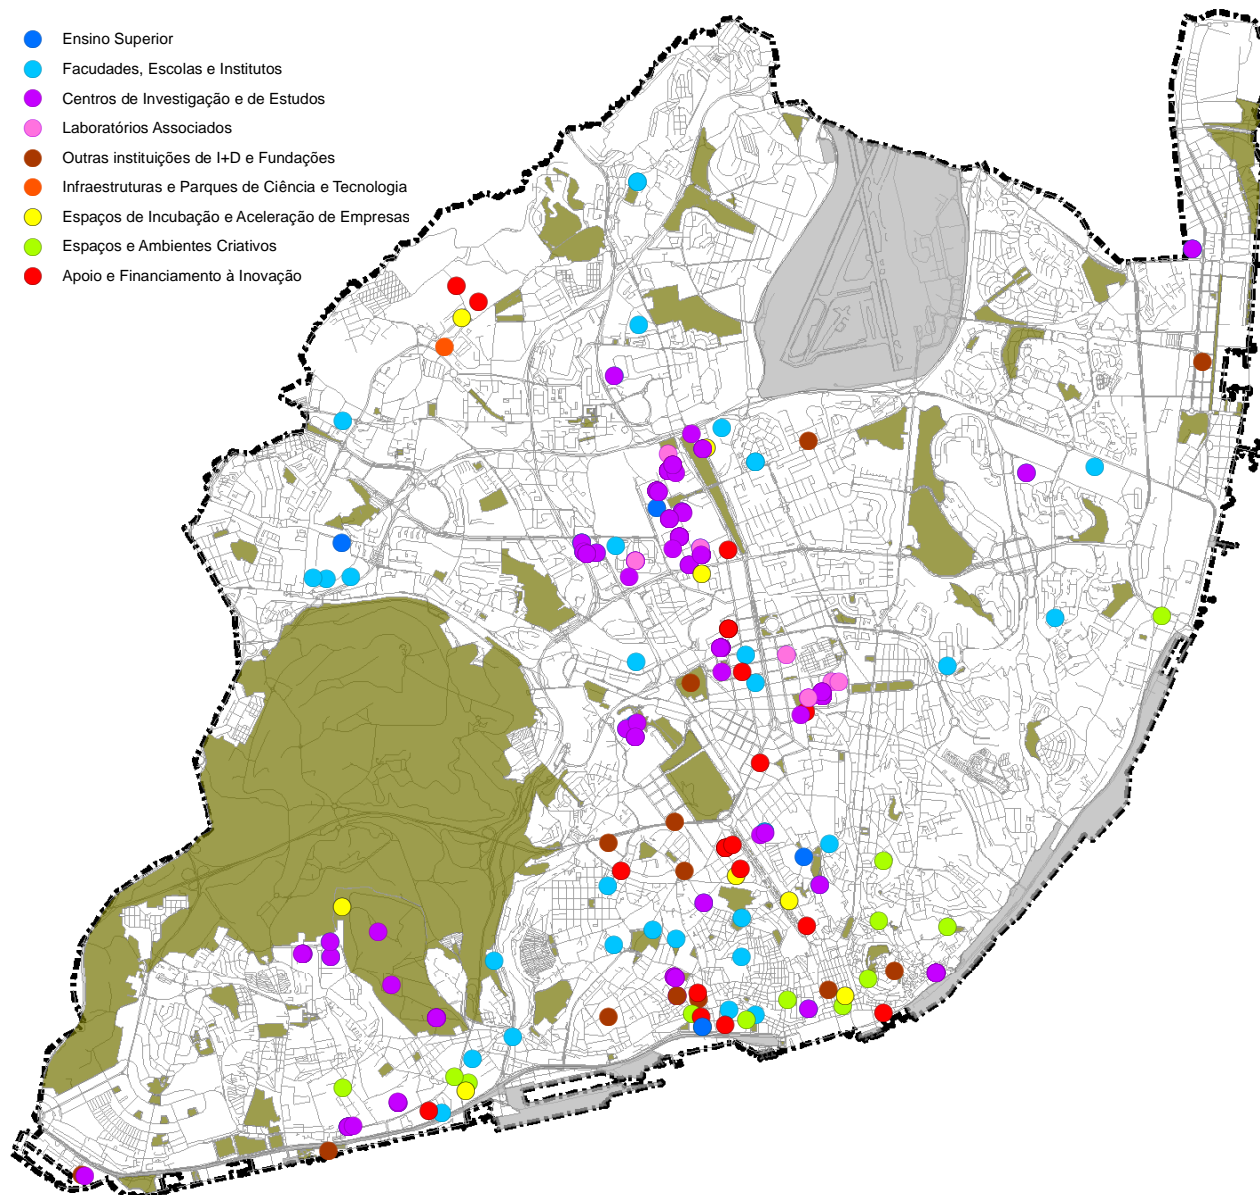 Ensino Superior
Facudades, Escolas e Institutos
Centros de Investigação e de Estudos
Laboratórios Associados
Outras instituições de I+D e Fundações
Infraestruturas e Parques de Ciência e Tecnologia
Espaços de Incubação e Aceleração de Empresas
Espaços e Ambientes Criativos
Apoio e Financiamento à Inovação